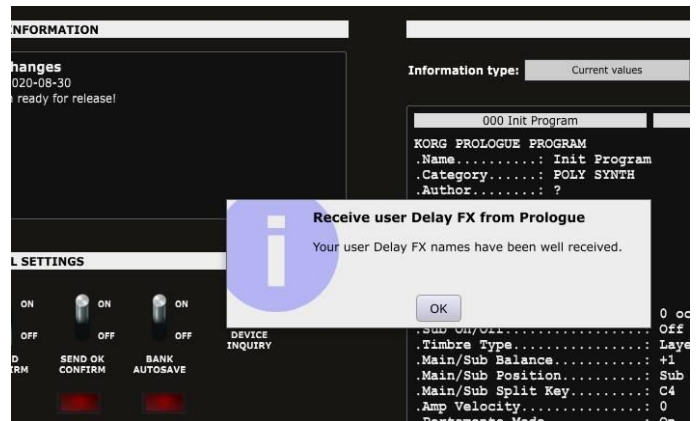 NFORMATION
hanges
020-08-30
ready for release!
Information type: Current values
000 Init Program
KORG PROLOGUE PROGRAM
.Name..........: Init Program
.Category......: POLY SYNTH
.Author........: ?
Receive user Delay FX from Prologue
Your user Delay FX names have been well received.
OK
L SETTINGS
ON ON ON
OFF OFF OFF
D
IRM
SEND OK
CONFIRM
BANK
AUTOSAVE
DEVICE
INQUIRY
0 oc
.Sub On/Off.................: Off
.Timbre Type................: Laye
.Main/Sub Balance...........: +1
.Main/Sub Position..........: Sub
.Main/Sub Split Key.........: C4
.Amp Velocity...............: 0
.Portamento Mode............: On